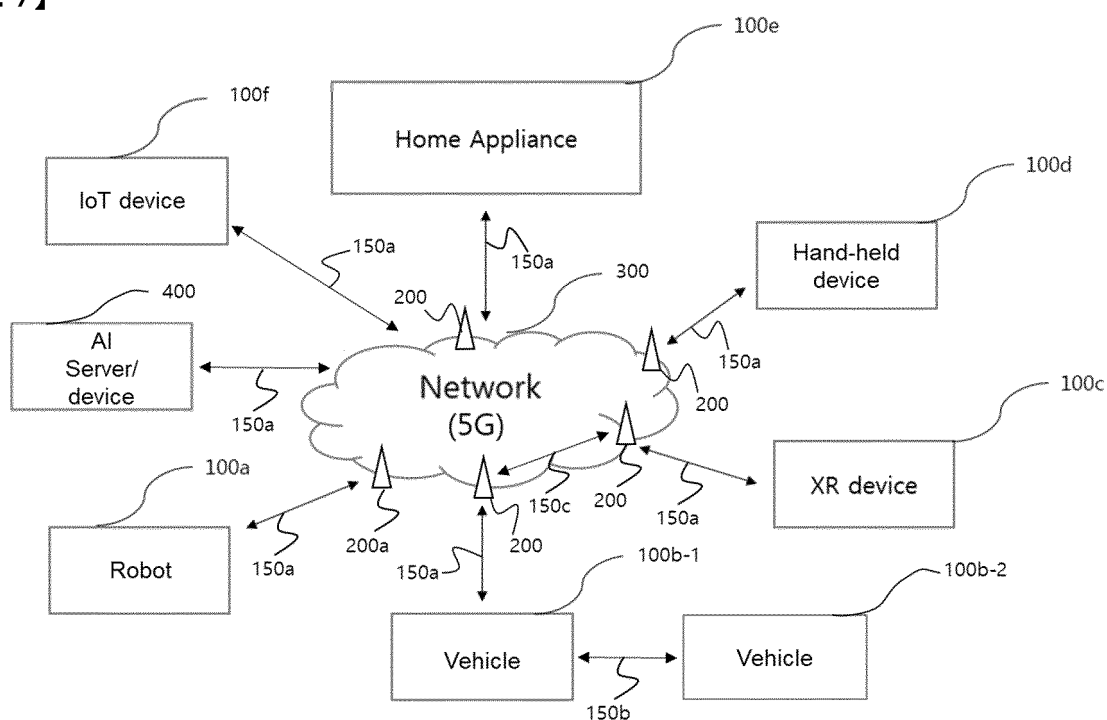 7】
100e
Home Appliance
100f
IoT device
100d
Hand-held
device
150a
150a
300
200
400
AI
Server/
device
150a
150a
200
Network
(5G)
100c
XR device
150c
200
150a
100a
Robot
150a
200a
200
150a
100b-1
Vehicle
100b-2
Vehicle
150b